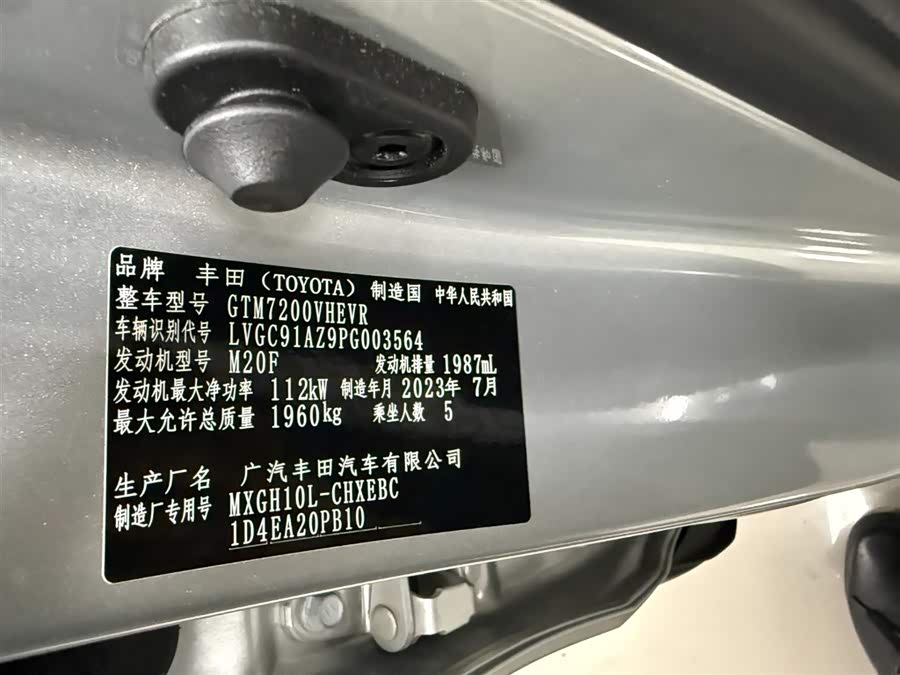 品牌 丰田（TOYOTA） 制造国 中华人民共和国
整车型号 GTM7200VHEVR
车辆识别代号 LVGC91AZ9PG003564
发动机型号 M20F 发动机排量 1987mL
发动机最大净功率 112kW 制造年月 2023年 7月
最大允许总质量 1960kg 乘坐人数 5
生产厂名 广汽丰田汽车有限公司
制造厂专用号 MXGH10L-CHXEBC
1D4EA20PB10